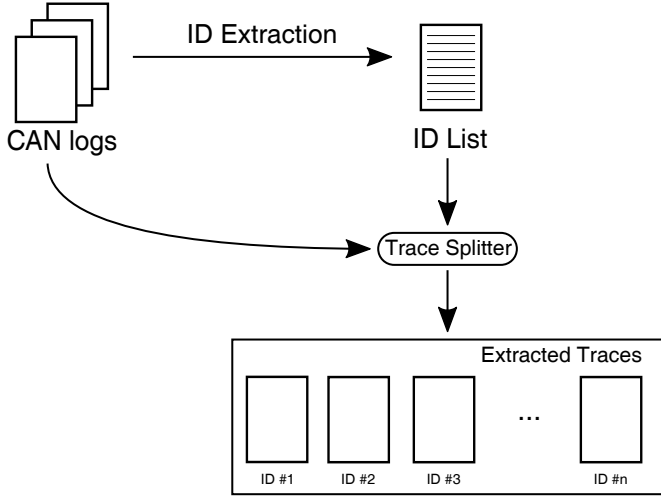 ID Extraction
CAN logs
ID List
Trace Splitter
Extracted Traces
...
ID #1
ID #2
ID #3
ID #n